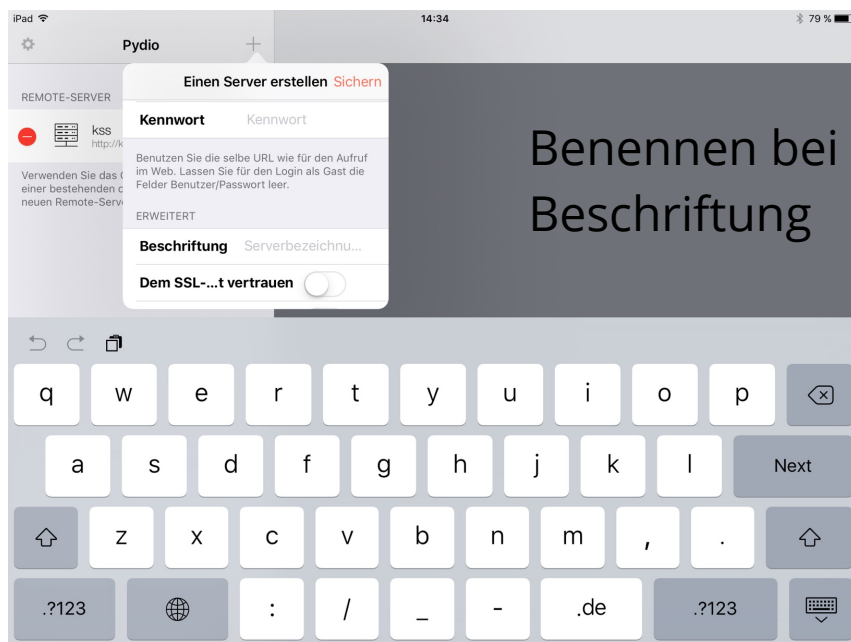 iPad 14:34 79 %
Pydio
Einen Server erstellen Sichern
REMOTE-SERVER
kss
http://k
Verwenden Sie das
einer bestehenden
neuen Remote-Serv
Kennwort Kennwort
Benutzen Sie die selbe URL wie für den Aufruf
im Web. Lassen Sie für den Login als Gast die
Felder Benutzer/Passwort leer.
ERWEITERT
Beschriftung Serverbezeichnu...
Dem SSL-...t vertrauen
Benennen bei
Beschriftung
q w e r t y u i o p
a s d f g h j k l Next
z x c v b n m , .
.?123 : / _ - .de .?123